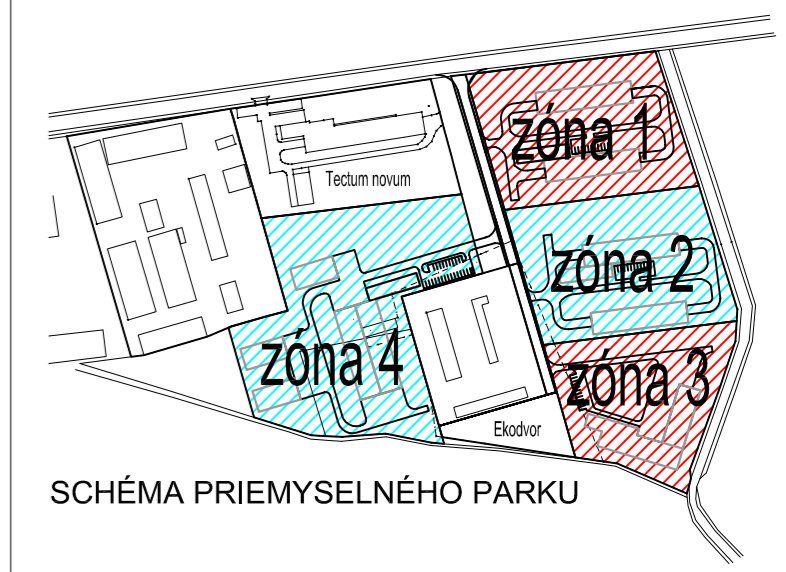 zóna 1
Tectum novum
zóna 2
zóna 4
zóna 3
Ekodvor
SCHÉMA PRIEMYSELNÉHO PARKU